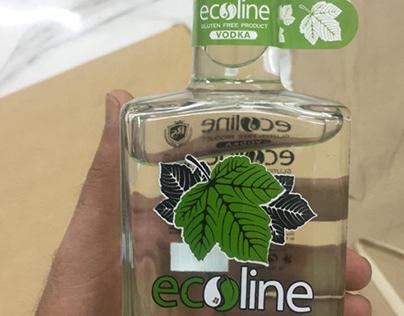 ecoline
GLUTEN FREE PRODUCT
VODKA
ecoline